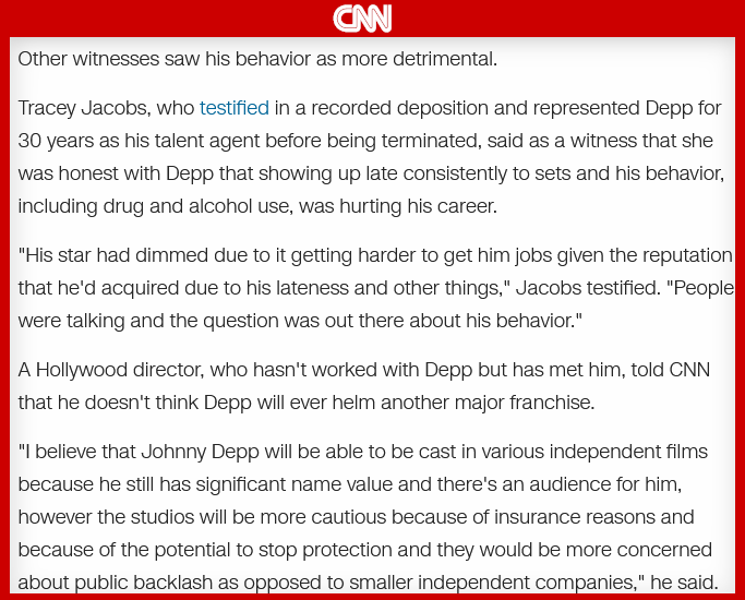 CNN
Other witnesses saw his behavior as more detrimental.
Tracey Jacobs, who testified in a recorded deposition and represented Depp for
30 years as his talent agent before being terminated, said as a witness that she
was honest with Depp that showing up late consistently to sets and his behavior,
including drug and alcohol use, was hurting his career.
"His star had dimmed due to it getting harder to get him jobs given the reputation
that he'd acquired due to his lateness and other things," Jacobs testified. "People
were talking and the question was out there about his behavior."
A Hollywood director, who hasn't worked with Depp but has met him, told CNN
that he doesn't think Depp will ever helm another major franchise.
"I believe that Johnny Depp will be able to be cast in various independent films
because he still has significant name value and there's an audience for him,
however the studios will be more cautious because of insurance reasons and
because of the potential to stop protection and they would be more concerned
about public backlash as opposed to smaller independent companies," he said.